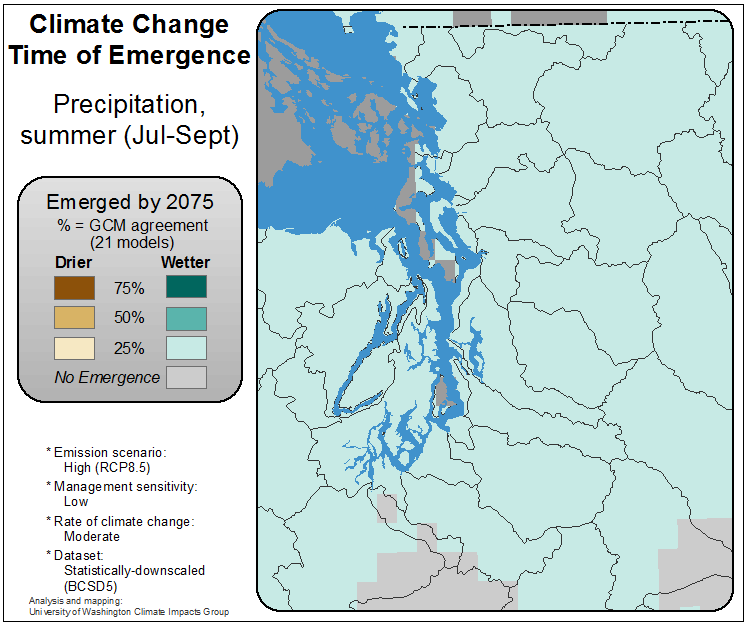 Climate Change
Time of Emergence
Precipitation,
summer (Jul-Sept)
Emerged by 2075
% = GCM agreement
(21 models)
Drier Wetter
75%
50%
25%
No Emergence
* Emission scenario:
High (RCP8.5)
* Management sensitivity:
Low
* Rate of climate change:
Moderate
* Dataset:
Statistically-downscaled
(BCSD5)
Analysis and mapping:
University of Washington Climate Impacts Group